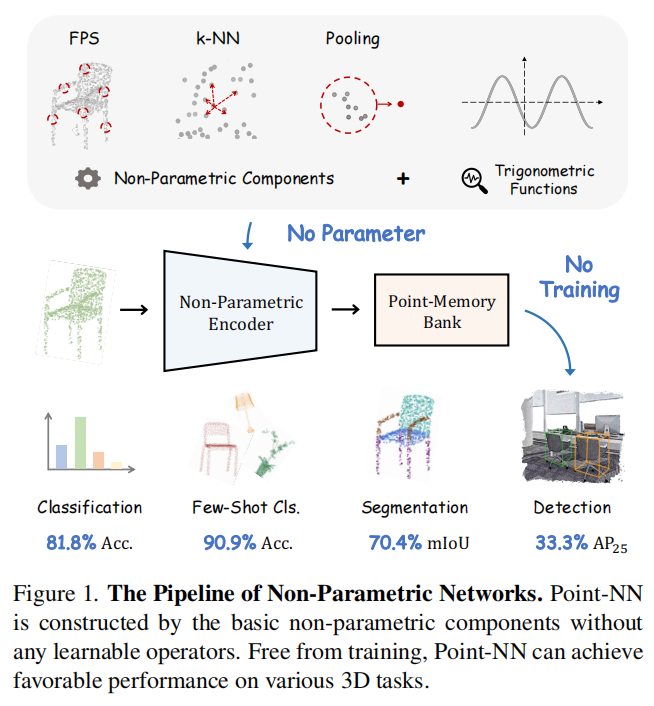 FPS
k-NN
Pooling
Non-Parametric Components
+
Trigonometric
Functions
No Parameter
Non-Parametric
Encoder
Point-Memory
Bank
No
Training
Classification
Few-Shot Cls.
Segmentation
Detection
81.8% Acc.
90.9% Acc.
70.4% mIoU
33.3% AP25
Figure 1. The Pipeline of Non-Parametric Networks. Point-NN
is constructed by the basic non-parametric components without
any learnable operators. Free from training, Point-NN can achieve
favorable performance on various 3D tasks.